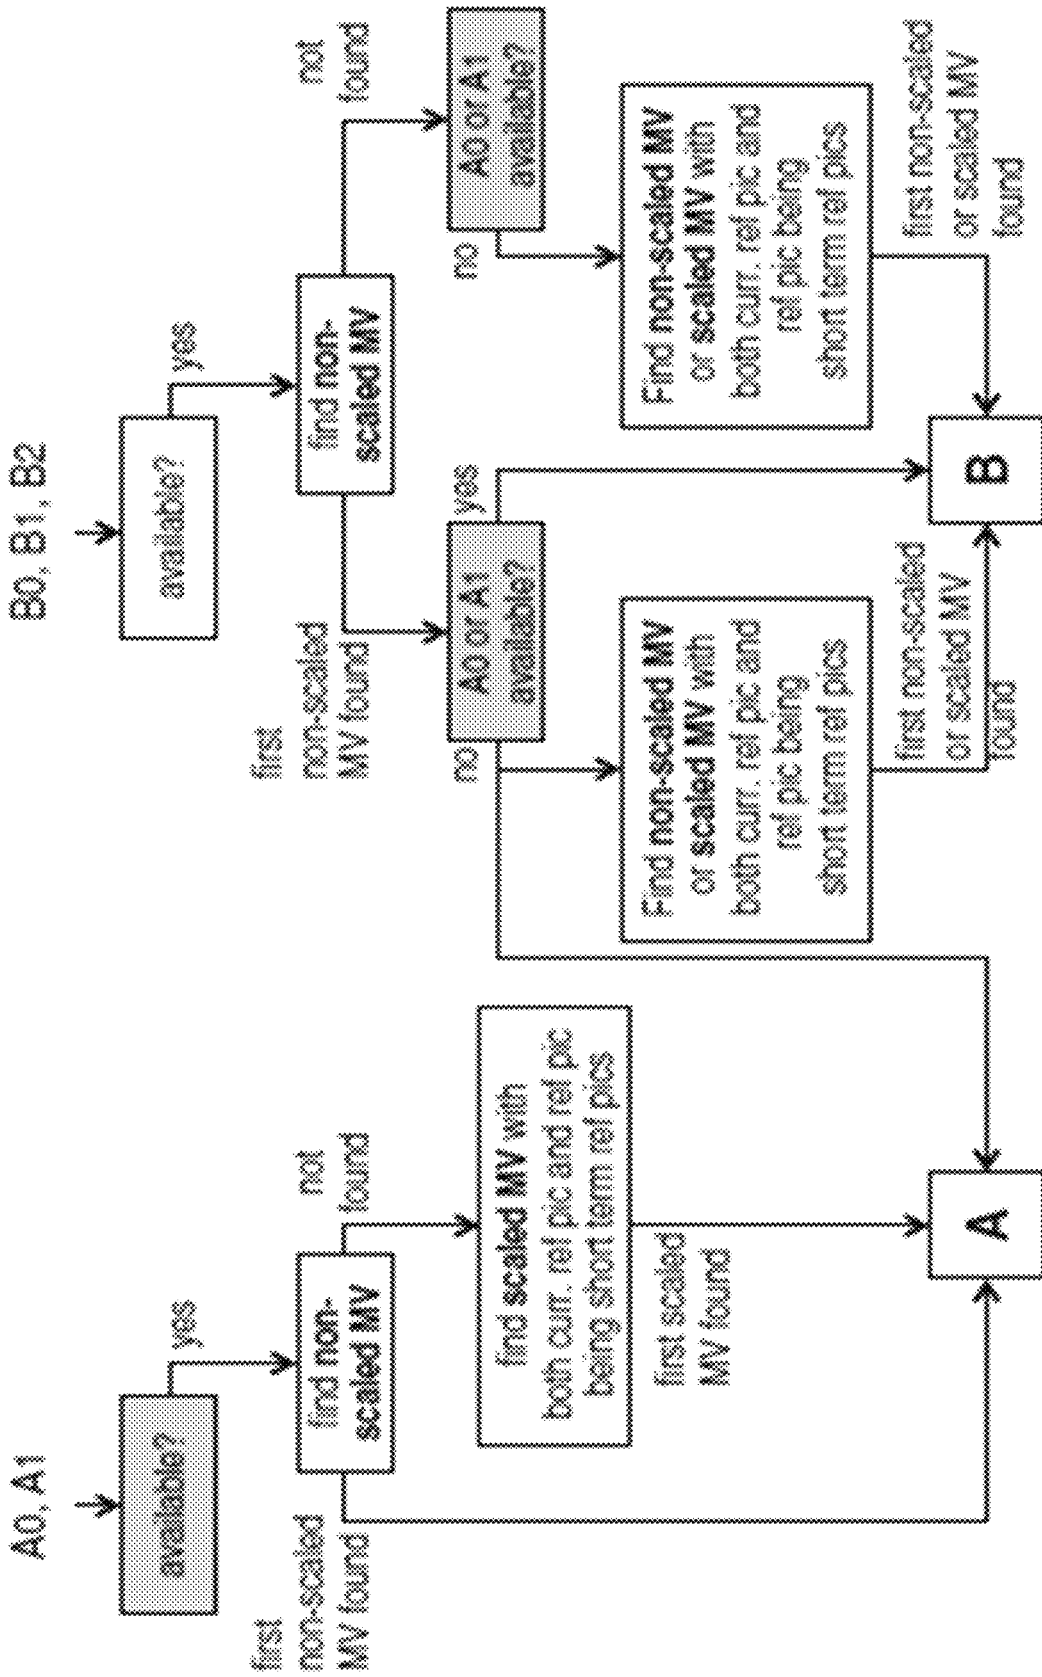 A0, A1
available?
yes
find non-
scaled MV
first
non-scaled
MV found
not
found
find scaled MV with
both curr. ref pic and ref pic
being short term ref pics
first scaled
MV found
A
B0, B1, B2
available?
yes
find non-
scaled MV
first
non-scaled
MV found
not
found
A0 or A1
available?
no
yes
Find non-scaled MV
or scaled MV with
both curr. ref pic and
ref pic being
short term ref pics
first non-scaled
or scaled MV
found
A0 or A1
available?
no
Find non-scaled MV
or scaled MV with
both curr. ref pic and
ref pic being
short term ref pics
first non-scaled
or scaled MV
found
B